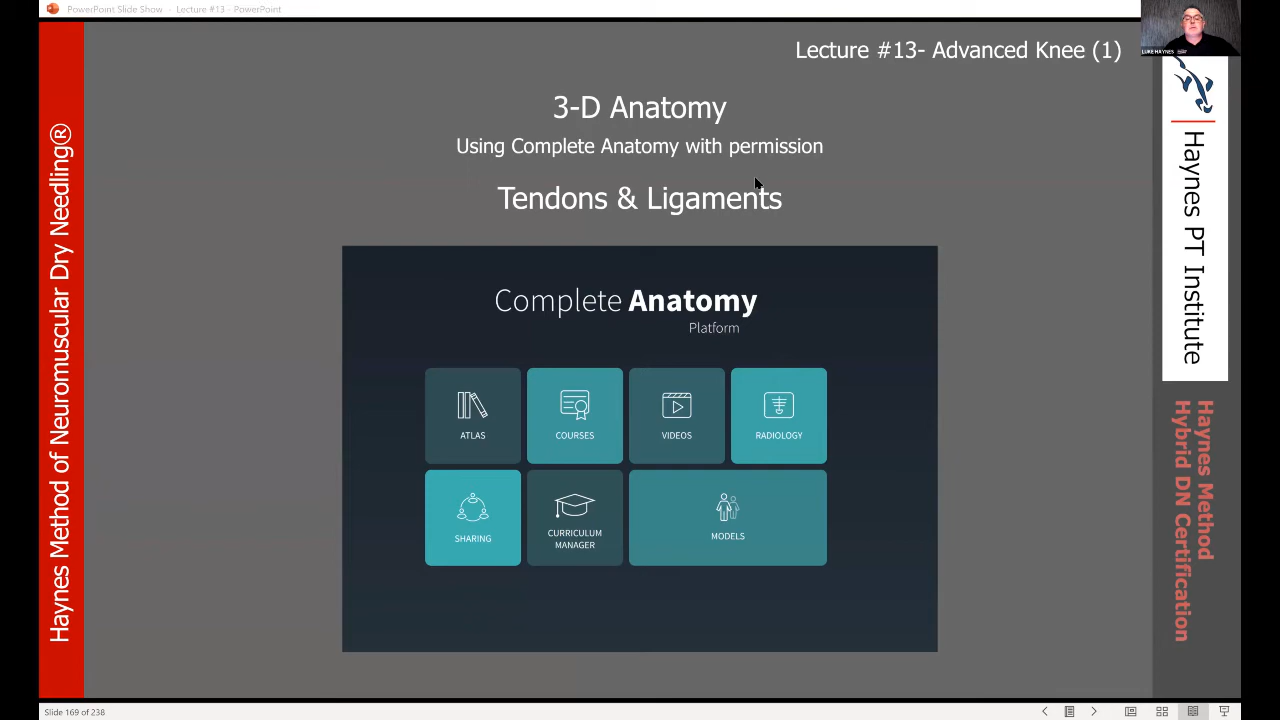 PowerPoint Slide Show - Lecture #13 - PowerPoint
LUKE HAYNES
Lecture #13- Advanced Knee (1)
3-D Anatomy
Using Complete Anatomy with permission
Tendons & Ligaments
Complete Anatomy
Platform
ATLAS
COURSES
VIDEOS
RADIOLOGY
SHARING
CURRICULUM
MANAGER
MODELS
Haynes Method of Neuromuscular Dry Needling®
Haynes PT Institute
Haynes Method
Hybrid DN Certification
Slide 169 of 238